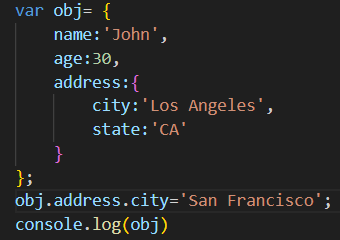 var obj= {
    name:'John',
    age:30,
    address:{
        city:'Los Angeles',
        state:'CA'
    }
};
obj.address.city='San Francisco';
console.log(obj)